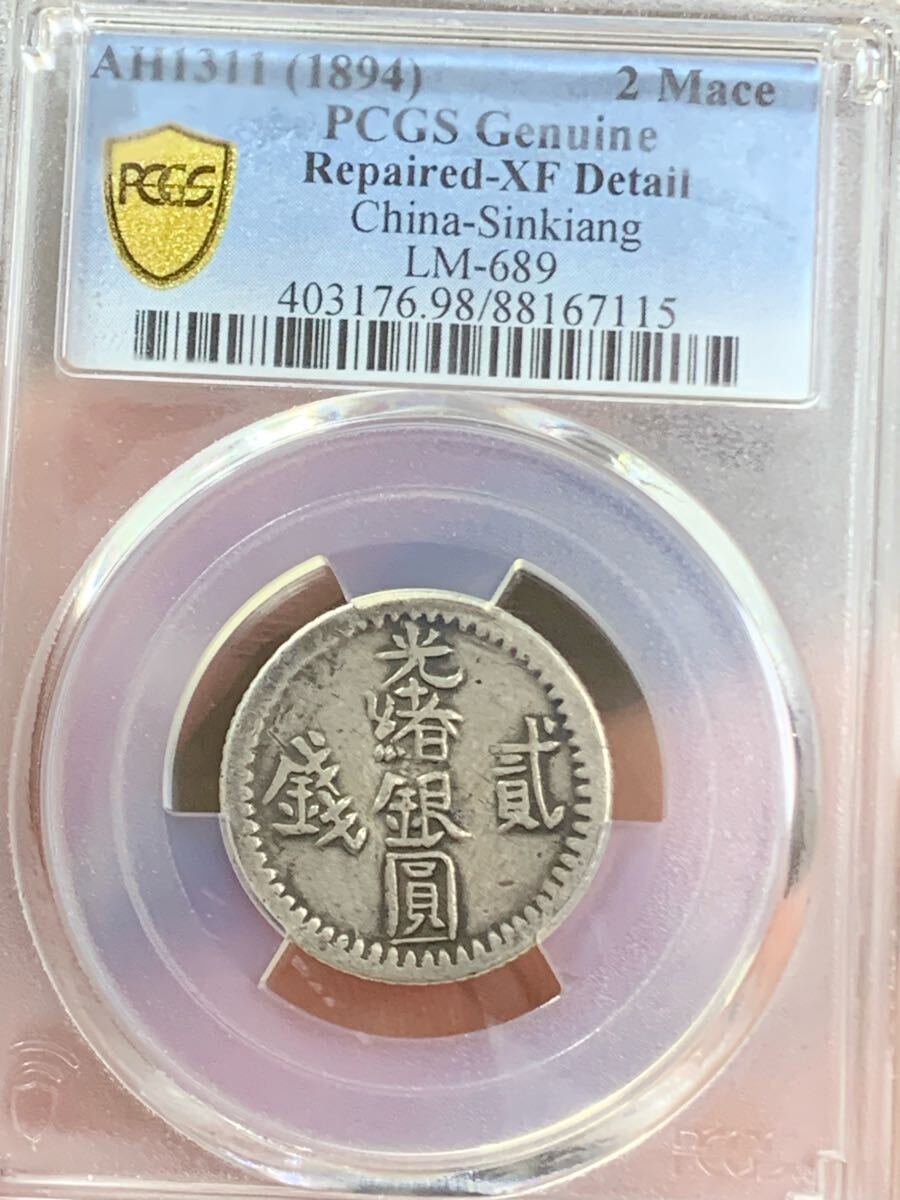 AH1311 (1894) 2 Mace
PCGS Genuine
Repaired-XF Detail
China-Sinkiang
LM-689
403176.98/88167115
PCGS
光緒銀圓
貳錢
PCGS